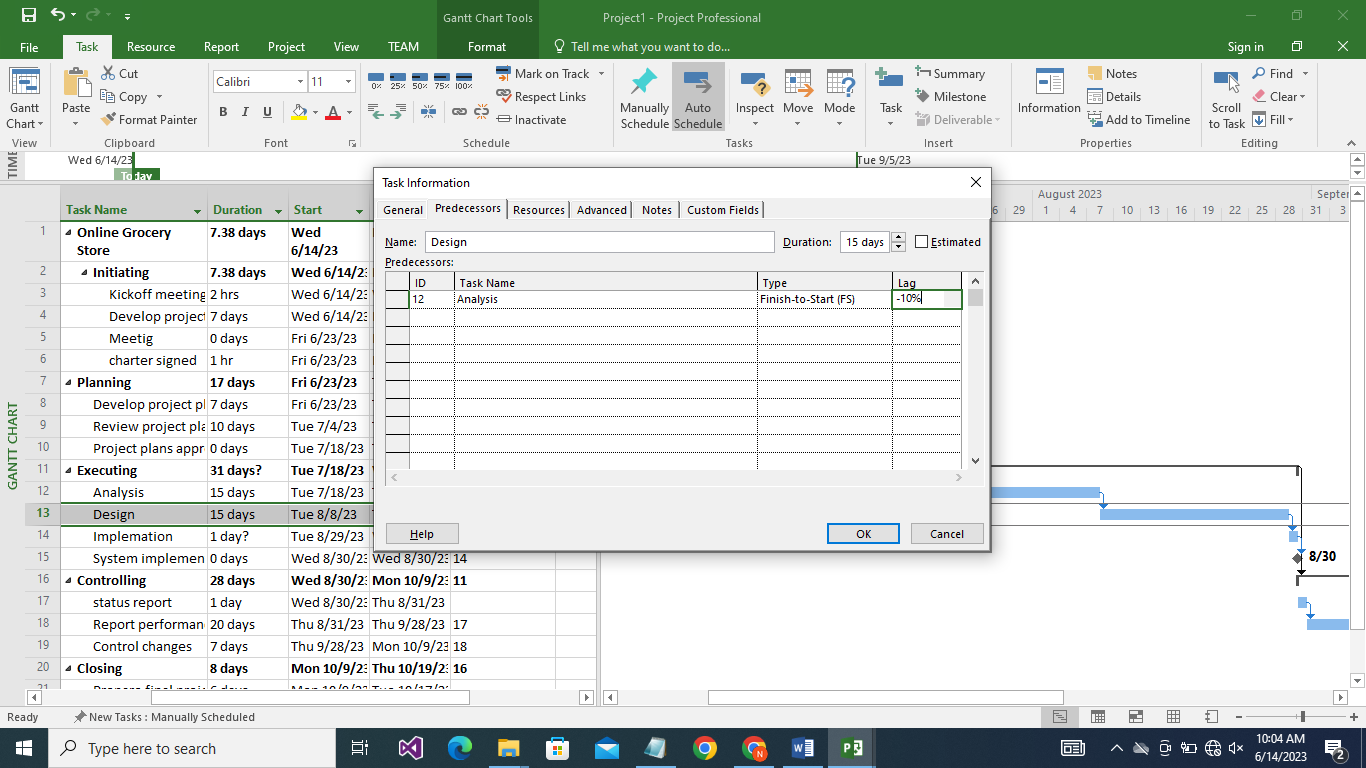 Gantt Chart Tools
Project1 - Project Professional
File Task Resource Report Project View TEAM Format Tell me what you want to do... Sign in
Gantt Chart
View
Paste
Cut
Copy
Format Painter
Clipboard
Calibri 11
B I U A
Font
0% 25% 50% 75% 100%
Mark on Track
Respect Links
Inactivate
Schedule
Manually Schedule
Auto Schedule
Inspect
Move
Mode
Tasks
Task
Summary
Milestone
Deliverable
Insert
Information
Notes
Details
Add to Timeline
Properties
Scroll to Task
Find
Clear
Fill
Editing
Wed 6/14/23
Today
Tue 9/5/23
GANTT CHART
Task Name Duration Start
1 Online Grocery Store 7.38 days Wed 6/14/23
2 Initiating 7.38 days Wed 6/14/23
3 Kickoff meeting 2 hrs Wed 6/14/23
4 Develop project 7 days Wed 6/14/23
5 Meetig 0 days Fri 6/23/23
6 charter signed 1 hr Fri 6/23/23
7 Planning 17 days Fri 6/23/23
8 Develop project pl 7 days Fri 6/23/23
9 Review project pla 10 days Tue 7/4/23
10 Project plans appr 0 days Tue 7/18/23
11 Executing 31 days? Tue 7/18/23
12 Analysis 15 days Tue 7/18/23
13 Design 15 days Tue 8/8/23
14 Implemation 1 day? Tue 8/29/23
15 System implemen 0 days Wed 8/30/23 Wed 8/30/23 14
16 Controlling 28 days Wed 8/30/23 Mon 10/9/23 11
17 status report 1 day Wed 8/30/23 Thu 8/31/23
18 Report performan 20 days Thu 8/31/23 Thu 9/28/23 17
19 Control changes 7 days Thu 9/28/23 Mon 10/9/23 18
20 Closing 8 days Mon 10/9/23 Thu 10/19/23 16
Task Information
General Predecessors Resources Advanced Notes Custom Fields
Name: Design Duration: 15 days Estimated
Predecessors:
ID Task Name Type Lag
12 Analysis Finish-to-Start (FS) -10%
Help OK Cancel
August 2023
29 1 4 7 10 13 16 19 22 25 28 31 3
8/30
Ready New Tasks : Manually Scheduled
Type here to search
10:04 AM
6/14/2023
2